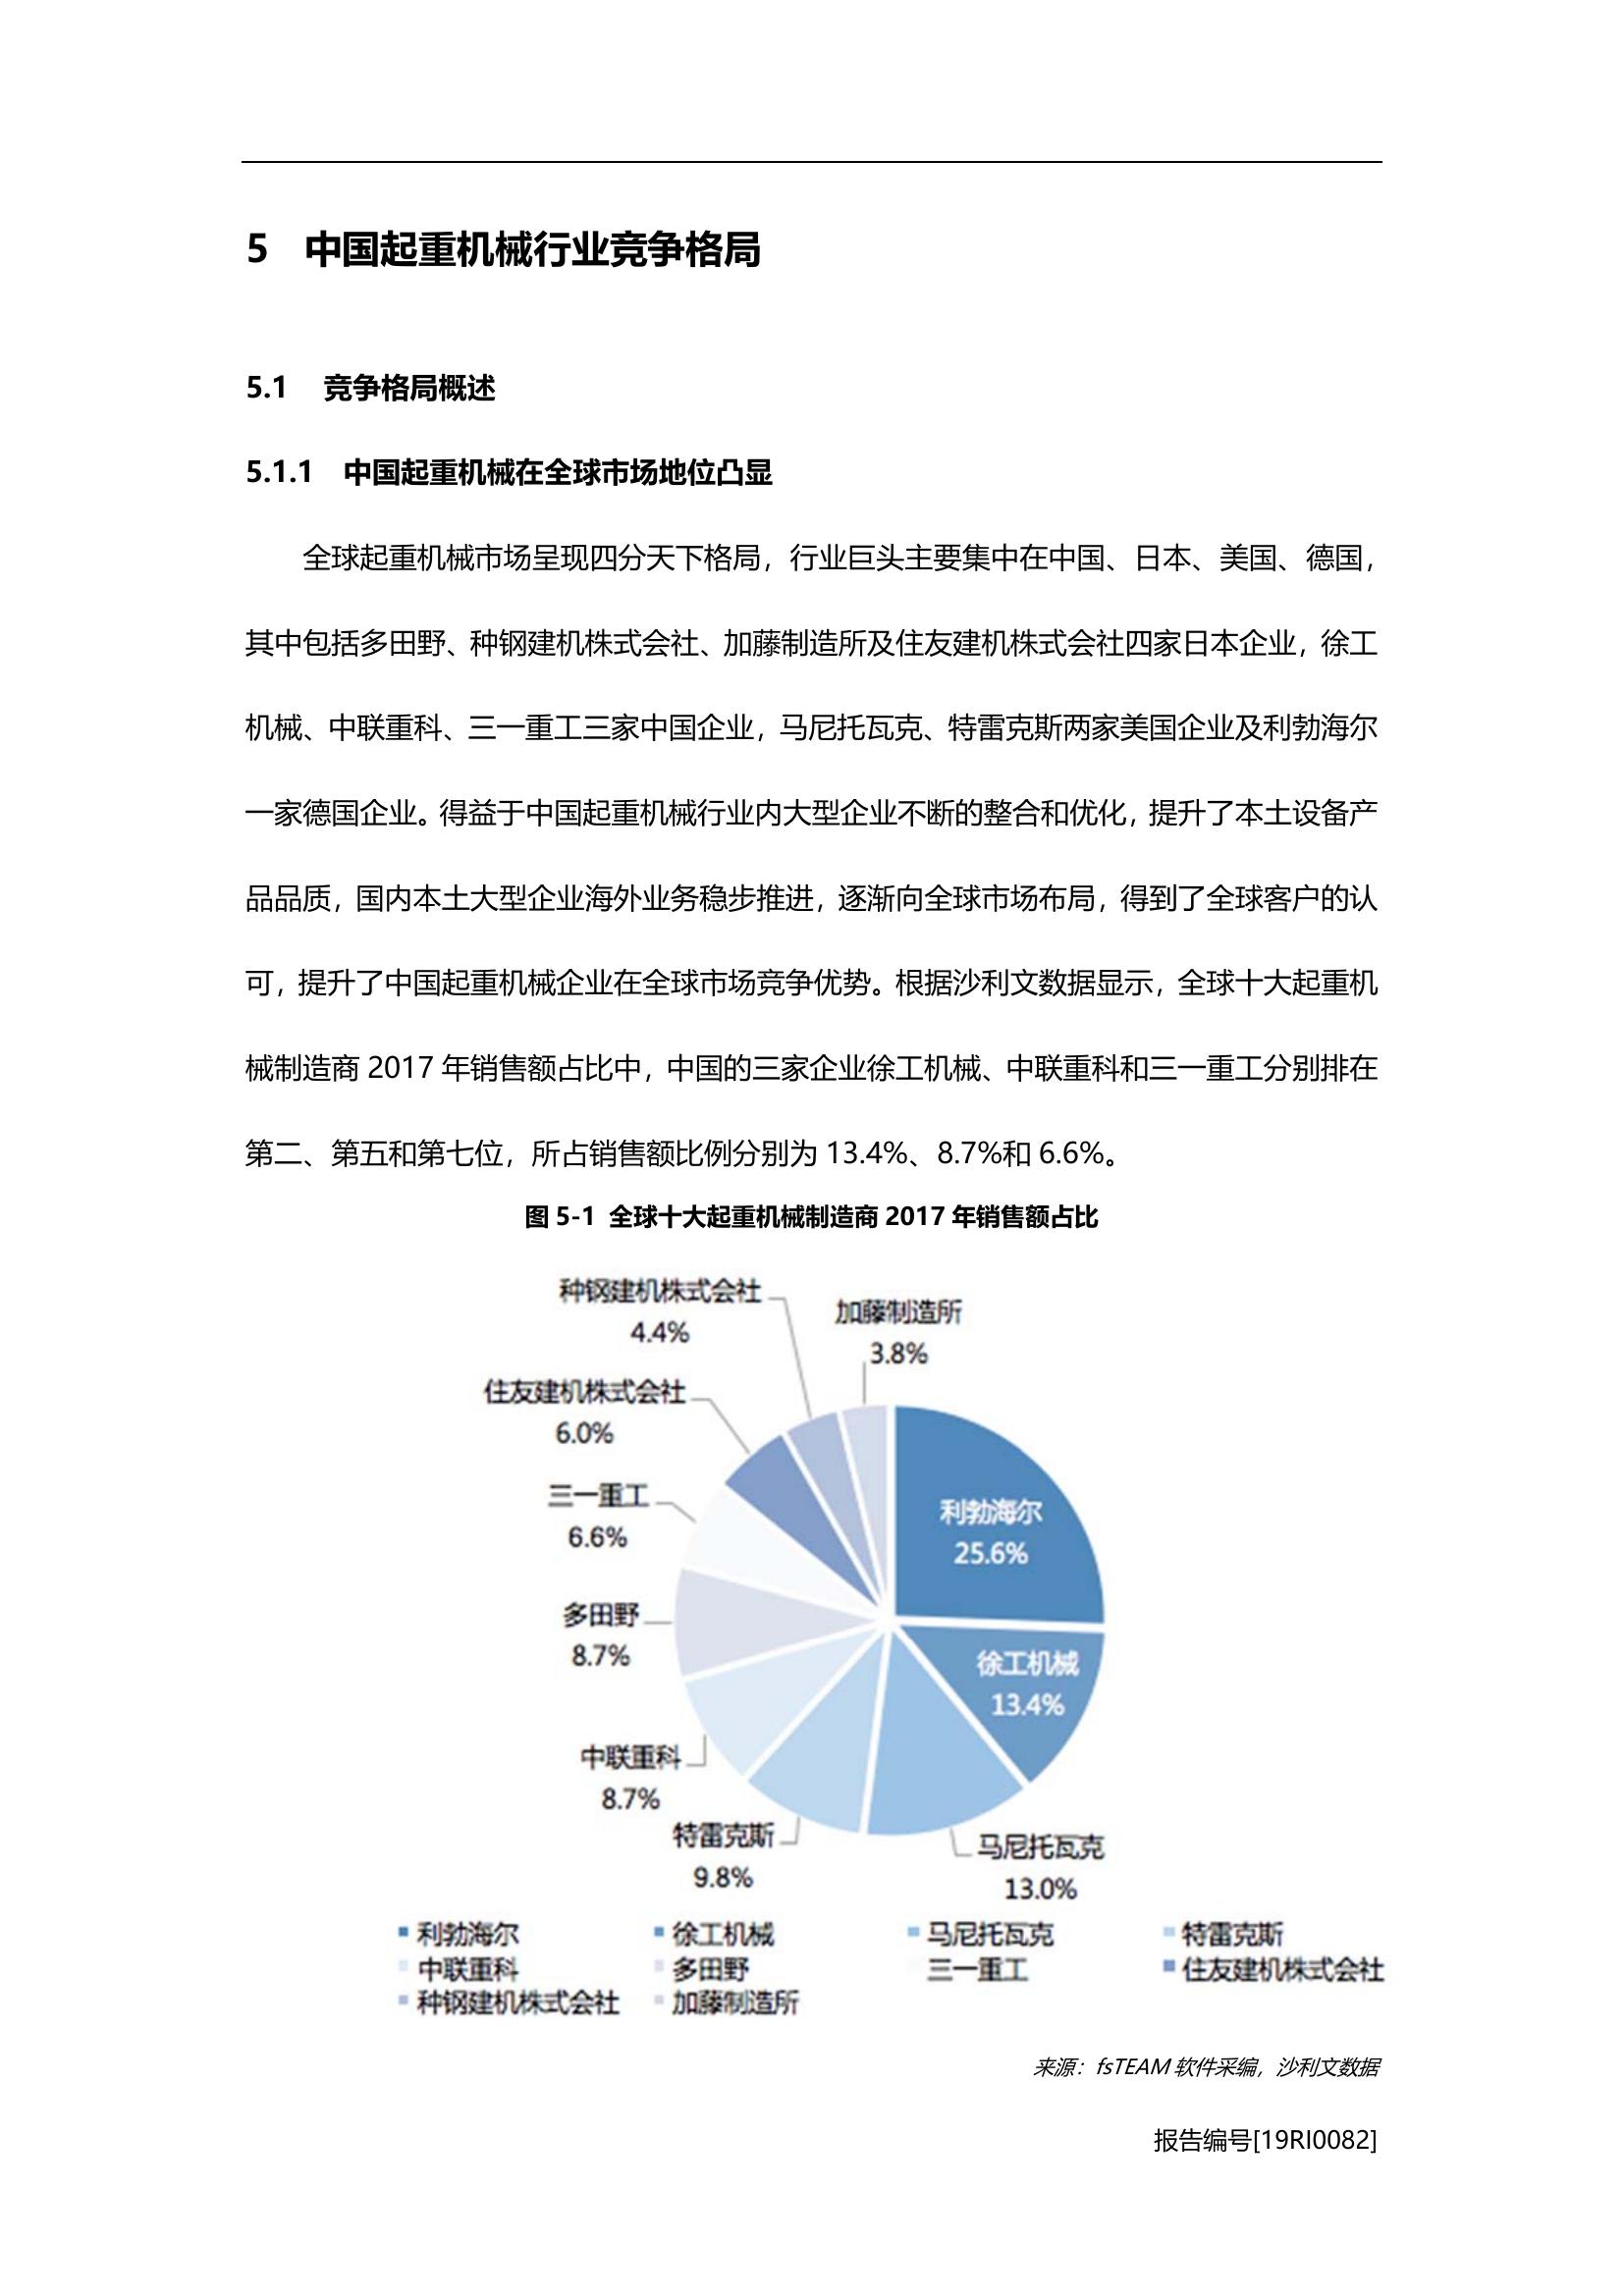 5 中国起重机械行业竞争格局
5.1 竞争格局概述
5.1.1 中国起重机械在全球市场地位凸显
全球起重机械市场呈现四分天下格局，行业巨头主要集中在中国、日本、美国、德国，
其中包括多田野、种钢建机株式会社、加藤制造所及住友建机株式会社四家日本企业，徐工
机械、中联重科、三一重工三家中国企业，马尼托瓦克、特雷克斯两家美国企业及利勃海尔
一家德国企业。得益于中国起重机械行业内大型企业不断的整合和优化，提升了本土设备产
品品质，国内本土大型企业海外业务稳步推进，逐渐向全球市场布局，得到了全球客户的认
可，提升了中国起重机械企业在全球市场竞争优势。根据沙利文数据显示，全球十大起重机
械制造商 2017 年销售额占比中，中国的三家企业徐工机械、中联重科和三一重工分别排在
第二、第五和第七位，所占销售额比例分别为 13.4%、8.7%和 6.6%。
图 5-1 全球十大起重机械制造商 2017 年销售额占比
种钢建机株式会社
4.4%
加藤制造所
3.8%
住友建机株式会社
6.0%
三一重工
6.6%
利勃海尔
25.6%
多田野
8.7%
徐工机械
13.4%
中联重科
8.7%
特雷克斯
9.8%
马尼托瓦克
13.0%
利勃海尔 徐工机械 马尼托瓦克 特雷克斯
中联重科 多田野 三一重工 住友建机株式会社
种钢建机株式会社 加藤制造所
来源：fsTEAM 软件采编，沙利文数据
报告编号[19RI0082]